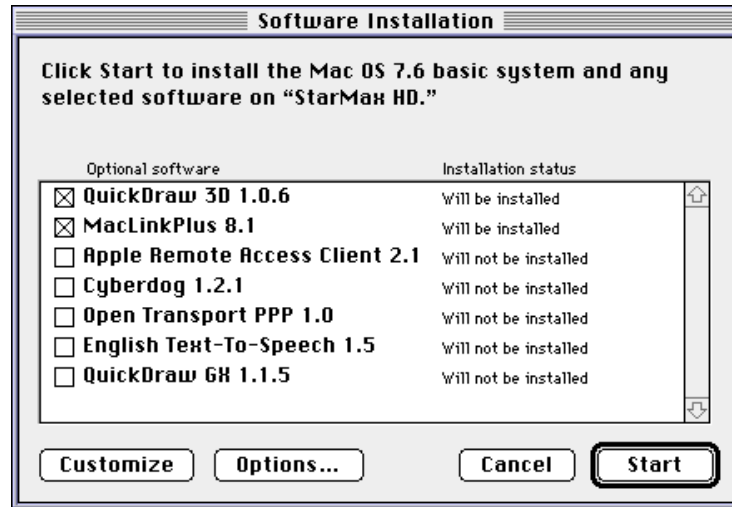 Software Installation
Click Start to install the Mac OS 7.6 basic system and any
selected software on “StarMax HD.”
Optional software Installation status
QuickDraw 3D 1.0.6 Will be installed
MacLinkPlus 8.1 Will be installed
Apple Remote Access Client 2.1 Will not be installed
Cyberdog 1.2.1 Will not be installed
Open Transport PPP 1.0 Will not be installed
English Text-To-Speech 1.5 Will not be installed
QuickDraw GX 1.1.5 Will not be installed
Customize Options... Cancel Start